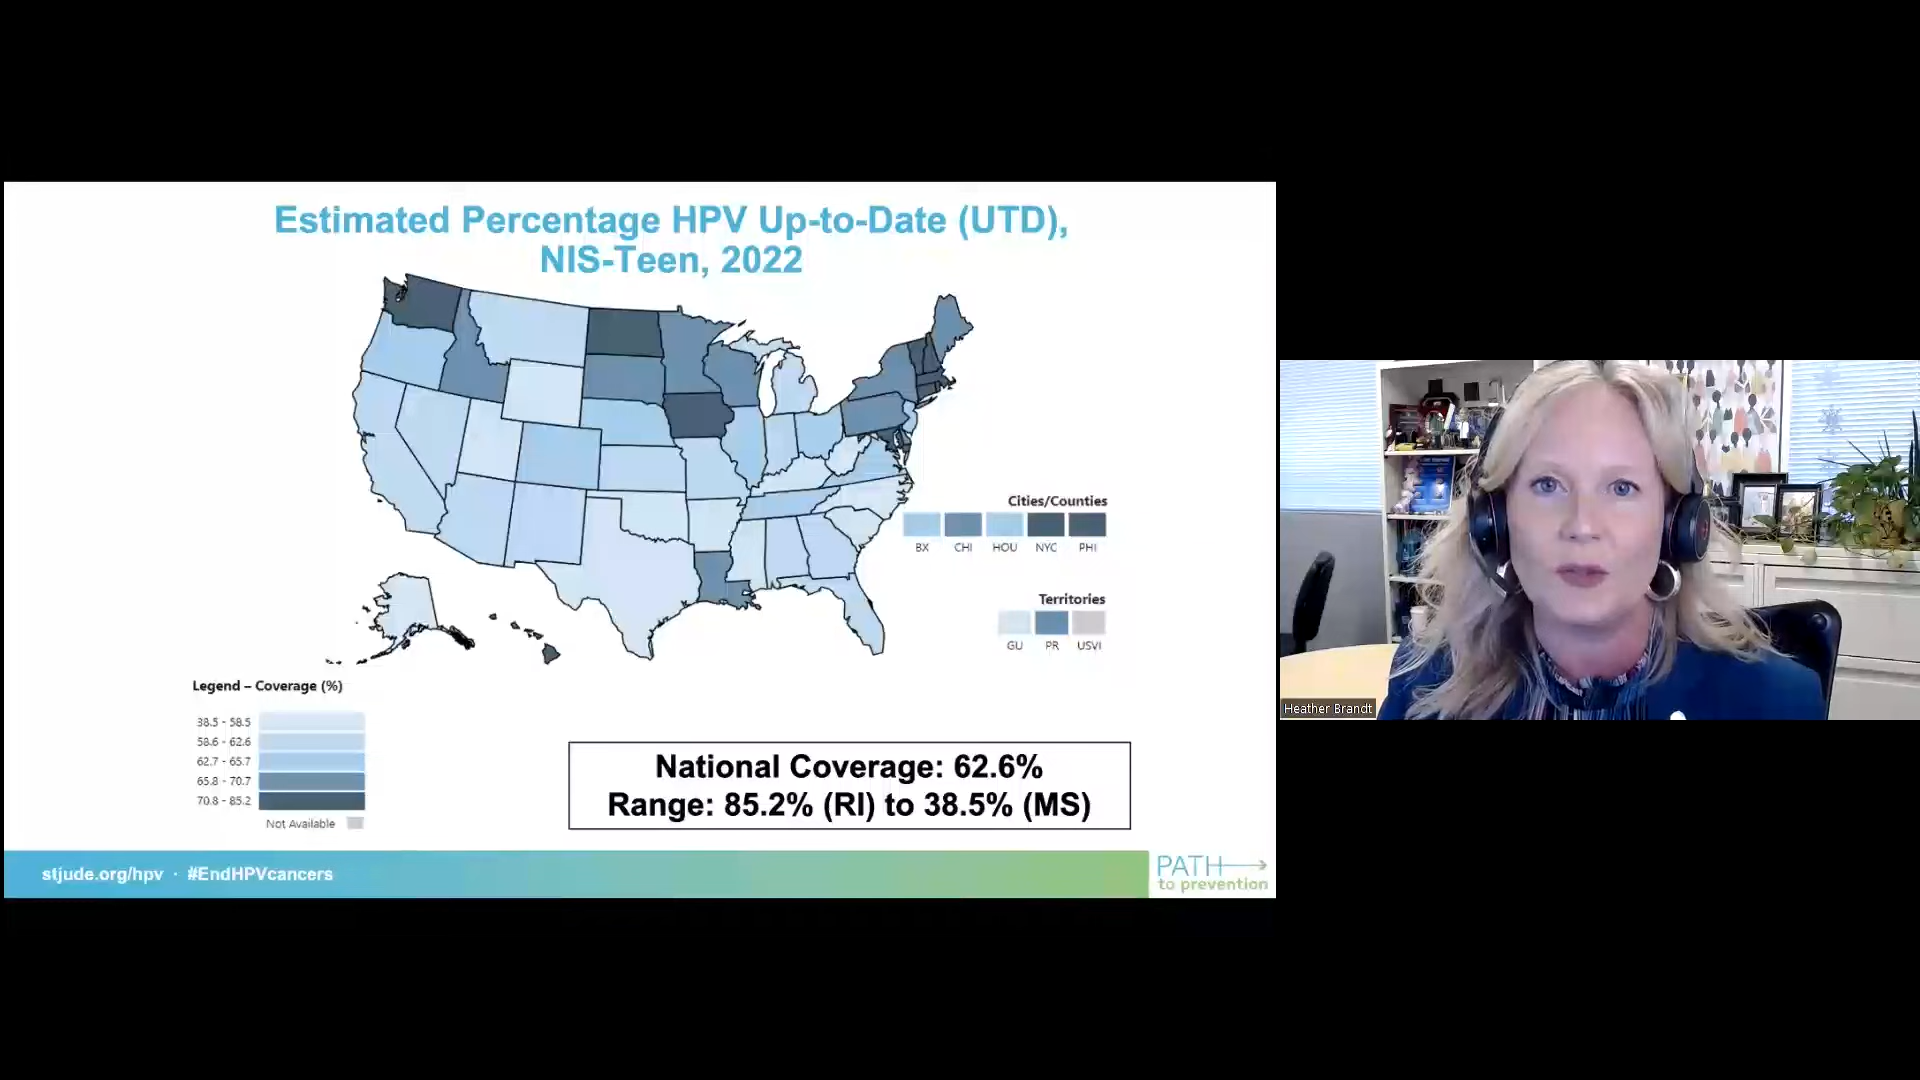 Estimated Percentage HPV Up-to-Date (UTD),
NIS-Teen, 2022
Cities/Counties
BX CHI HOU NYC PHI
Territories
GU PR USVI
Legend – Coverage (%)
38.5 - 58.5
58.6 - 62.6
62.7 - 65.7
65.8 - 70.7
70.8 - 85.2
Not Available
National Coverage: 62.6%
Range: 85.2% (RI) to 38.5% (MS)
stjude.org/hpv · #EndHPVcancers
PATH
to prevention
Heather Brandt